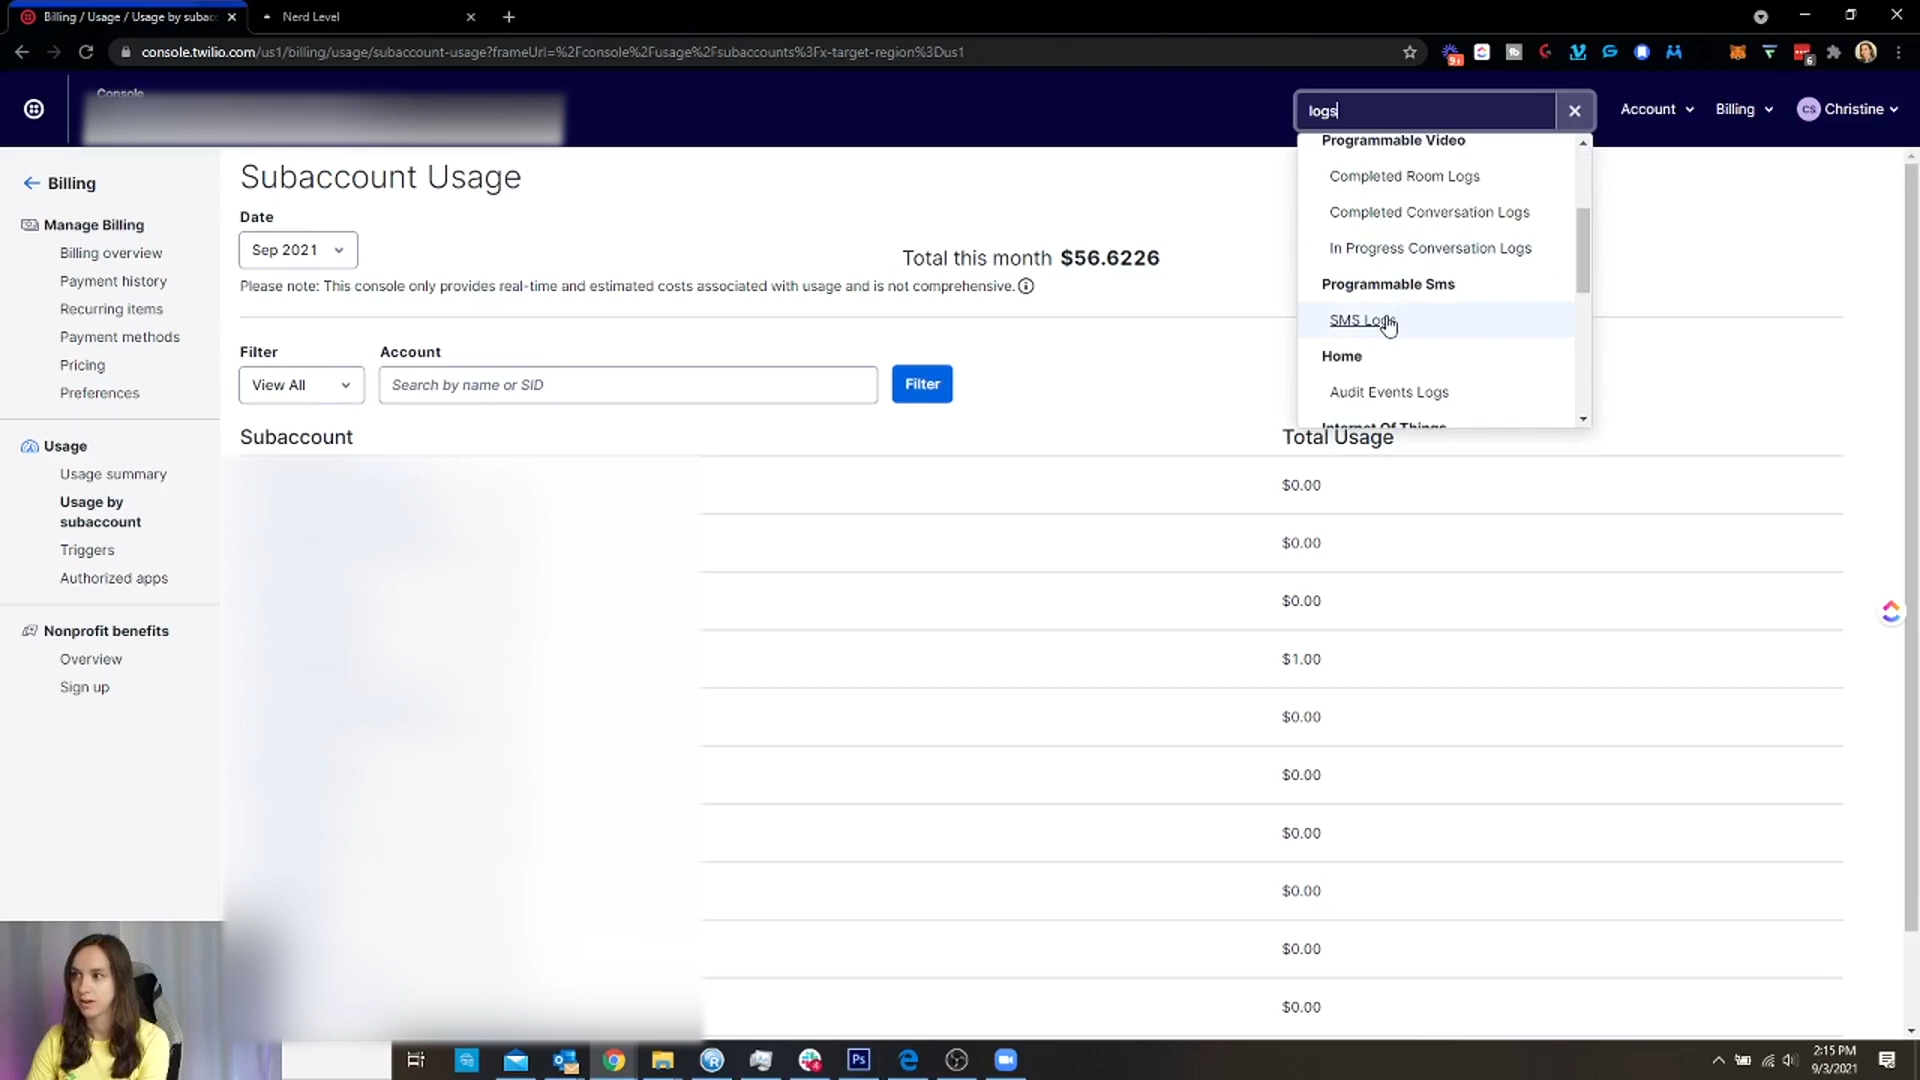 Billing / Usage / Usage by subac
Nerd Level
console.twilio.com/us1/billing/usage/subaccount-usage?frameUrl=%2Fconsole%2Fusage%2Fsubaccounts%3Fx-target-region%3Dus1
9+
6
Console
logs
Account
Billing
CS Christine
Billing
Manage Billing
Billing overview
Payment history
Recurring items
Payment methods
Pricing
Preferences
Usage
Usage summary
Usage by
subaccount
Triggers
Authorized apps
Nonprofit benefits
Overview
Sign up
Subaccount Usage
Date
Sep 2021
Total this month $56.6226
Please note: This console only provides real-time and estimated costs associated with usage and is not comprehensive.
Filter
Account
View All
Search by name or SID
Filter
Programmable Video
Completed Room Logs
Completed Conversation Logs
In Progress Conversation Logs
Programmable Sms
SMS Logs
Home
Audit Events Logs
Internet Of Things
Subaccount
Total Usage
$0.00
$0.00
$0.00
$1.00
$0.00
$0.00
$0.00
$0.00
$0.00
$0.00
Ps
2:15 PM
9/3/2021